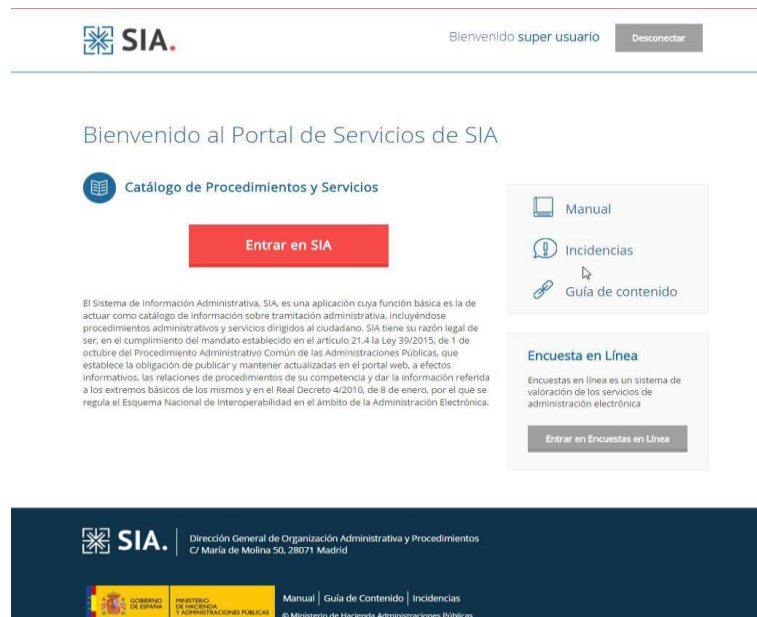 SIA.
Bienvenido super usuario
Desconectar
Bienvenido al Portal de Servicios de SIA
Catálogo de Procedimientos y Servicios
Entrar en SIA
El Sistema de Información Administrativa, SIA, es una aplicación cuya función básica es la de
actuar como catálogo de información sobre tramitación administrativa, incluyéndose
procedimientos administrativos y servicios dirigidos al ciudadano. SIA tiene su razón legal de
ser, en el cumplimiento del mandato establecido en el artículo 21.4 la Ley 39/2015, de 1 de
octubre del Procedimiento Administrativo Común de las Administraciones Públicas, que
establece la obligación de publicar y mantener actualizadas en el portal web, a efectos
informativos, las relaciones de procedimientos de su competencia y dar la información referida
a los extremos básicos de los mismos y en el Real Decreto 4/2010, de 8 de enero, por el que se
regula el Esquema Nacional de Interoperabilidad en el ámbito de la Administración Electrónica.
Manual
Incidencias
Guía de contenido
Encuesta en Línea
Encuestas en línea es un sistema de
valoración de los servicios de
administración electrónica
Entrar en Encuestas en Línea
SIA.
Dirección General de Organización Administrativa y Procedimientos
C/ María de Molina 50, 28071 Madrid
GOBIERNO
DE ESPAÑA
MINISTERIO
DE HACIENDA
Y ADMINISTRACIONES PÚBLICAS
Manual | Guía de Contenido | Incidencias
© Ministerio de Hacienda Administraciones Públicas